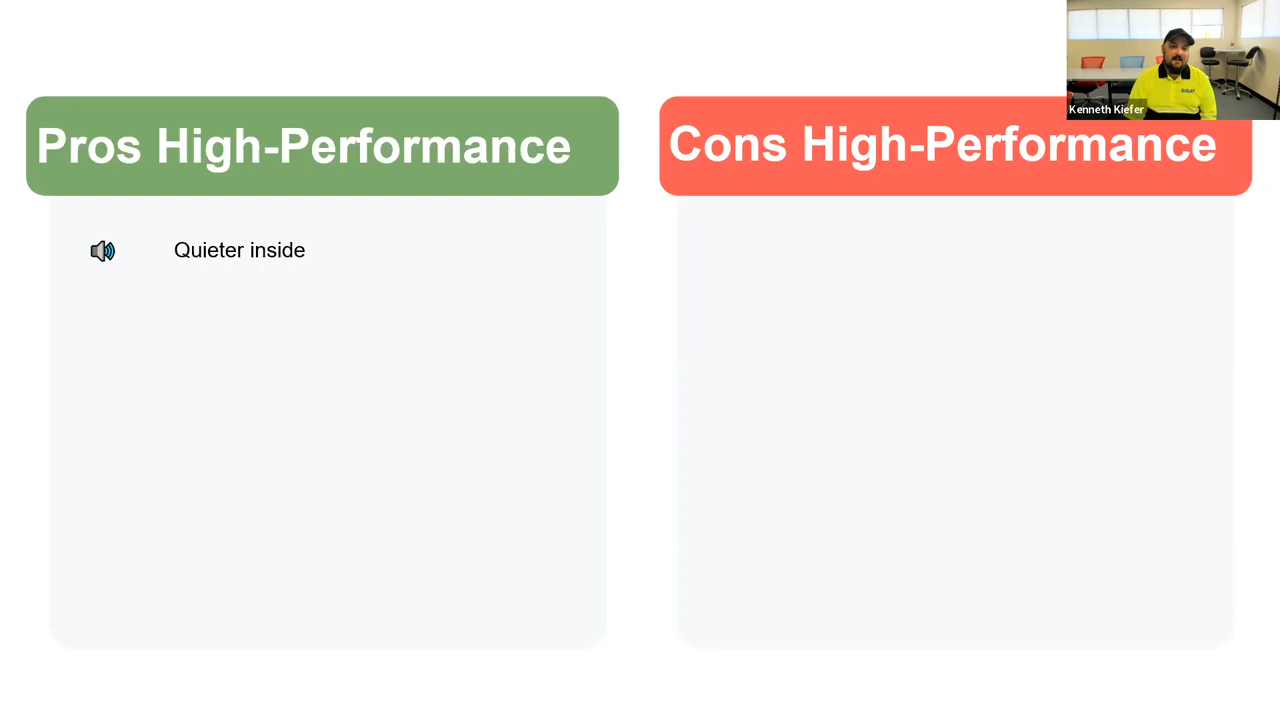 Kenneth Kiefer
Pros High-Performance
Cons High-Performance
Quieter inside